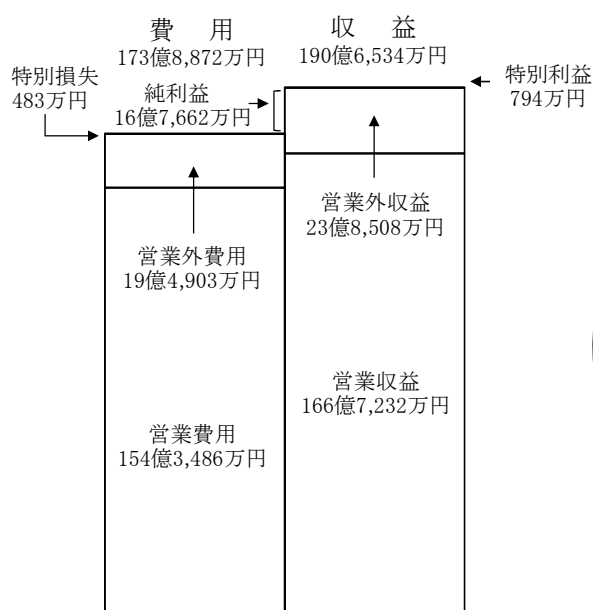 費　用
173億8,872万円
収　益
190億6,534万円
特別損失
483万円
純利益
16億7,662万円
特別利益
794万円
営業外収益
23億8,508万円
営業外費用
19億4,903万円
営業収益
166億7,232万円
営業費用
154億3,486万円